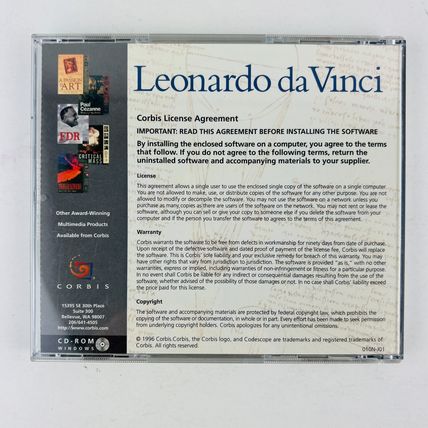 A PASSION
for ART
Paul
Cézanne
FDR
CRITICAL
MASS
Other Award-Winning
Multimedia Products
Available from Corbis
CORBIS
15395 SE 30th Place
Suite 300
Bellevue, WA 98007
206/641-4505
http://www.corbis.com
CD-ROM
WINDOWS
Leonardo da Vinci
Corbis License Agreement
IMPORTANT: READ THIS AGREEMENT BEFORE INSTALLING THE SOFTWARE
By installing the enclosed software on a computer, you agree to the terms
that follow. If you do not agree to the following terms, return the
uninstalled software and accompanying materials to your supplier.
License
This agreement allows a single user to use the enclosed single copy of the software on a single computer.
You are not allowed to make, use, or distribute copies of the software for any other purpose. You are not
allowed to modify or decompile the software. You may not use the software on a network unless you
purchase as many copies as there are users of the software on the network. You may not rent or lease the
software, although you can sell or give your copy to someone else if you delete the software from your
computer and if the person you transfer the software to agrees to the terms of this agreement.
Warranty
Corbis warrants the software to be free from defects in workmanship for ninety days from date of purchase.
Upon receipt of the defective software and dated proof of payment of the license fee, Corbis will replace
the software. This is Corbis' sole liability and your exclusive remedy for breach of this warranty. You may
have other rights that vary from jurisdiction to jurisdiction. The software is provided "as is," with no other
warranties, express or implied, including warranties of non-infringement or fitness for a particular purpose.
In no event shall Corbis be liable for any indirect or consequential damages resulting from the use of the
software, whether advised of the possibility of those damages or not. In no case shall Corbis' liability exceed
the price paid for this license.
Copyright
The software and accompanying materials are protected by federal copyright law, which prohibits the
copying of the software or documentation, in whole or in part. Every effort has been made to seek permission
from underlying copyright holders. Corbis apologizes for any unintentional omissions.
© 1996 Corbis. Corbis, the Corbis logo, and Codescope are trademarks and registered trademarks of
Corbis. All rights reserved.
010N-J01